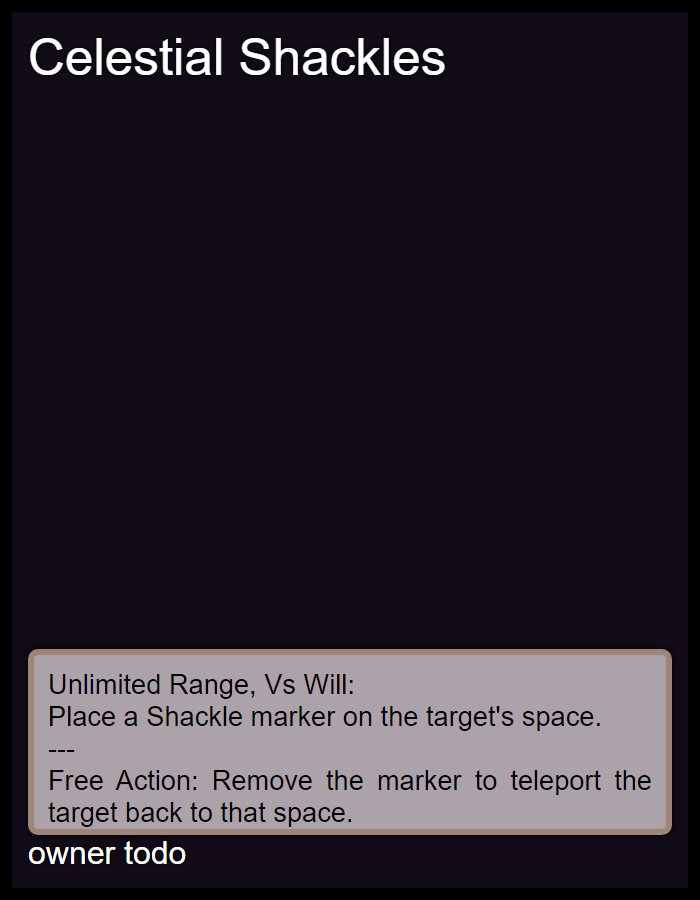 Celestial Shackles
Unlimited Range, Vs Will:
Place a Shackle marker on the target's space.
---
Free Action: Remove the marker to teleport the
target back to that space.
owner todo